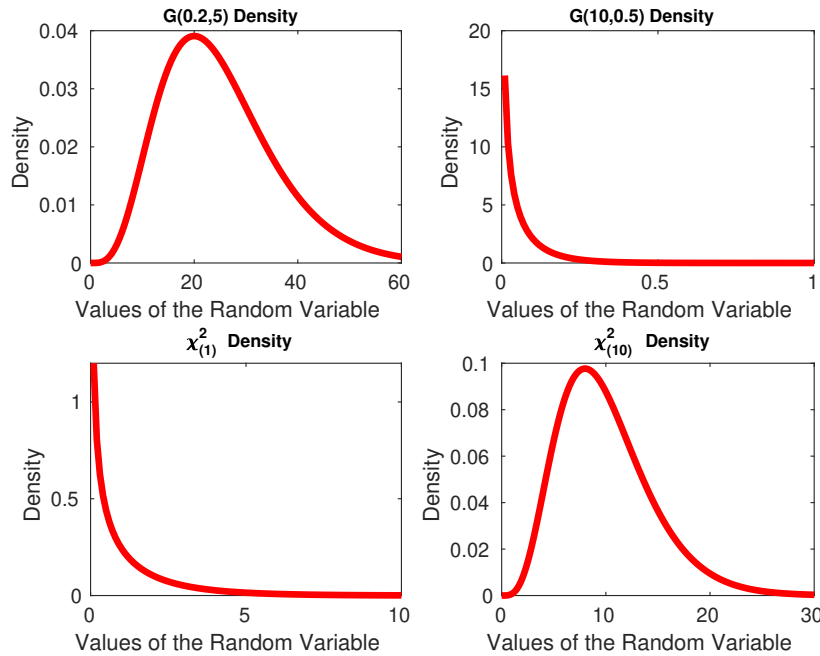 G(0.2,5) Density
0.04
0.03
0.02
0.01
0
Density
0 20 40 60
Values of the Random Variable
G(10,0.5) Density
20
15
10
5
0
Density
0 0.5 1
Values of the Random Variable
χ²₍₁₎ Density
1
0.5
0
Density
0 5 10
Values of the Random Variable
χ²₍₁₀₎ Density
0.1
0.08
0.06
0.04
0.02
0
Density
0 10 20 30
Values of the Random Variable